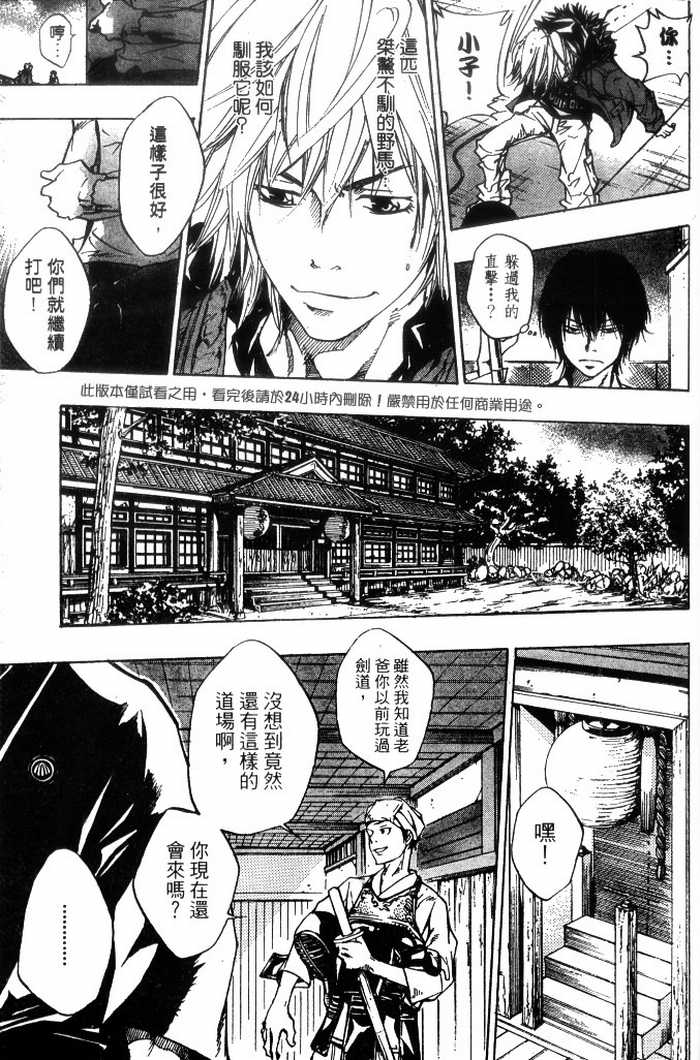 你…
小子!
躲過我的
直擊…?
這匹
桀驁不馴的野馬…
我該如何
馴服它呢?
哼…
這樣子很好,
你們就繼續
打吧!
此版本僅試看之用,看完後請於24小時內刪除!嚴禁用於任何商業用途。
嘿!
雖然我知道老
爸你以前玩過
劍道,
沒想到竟然
還有這樣的
道場啊,
你現在還
會來嗎?
……